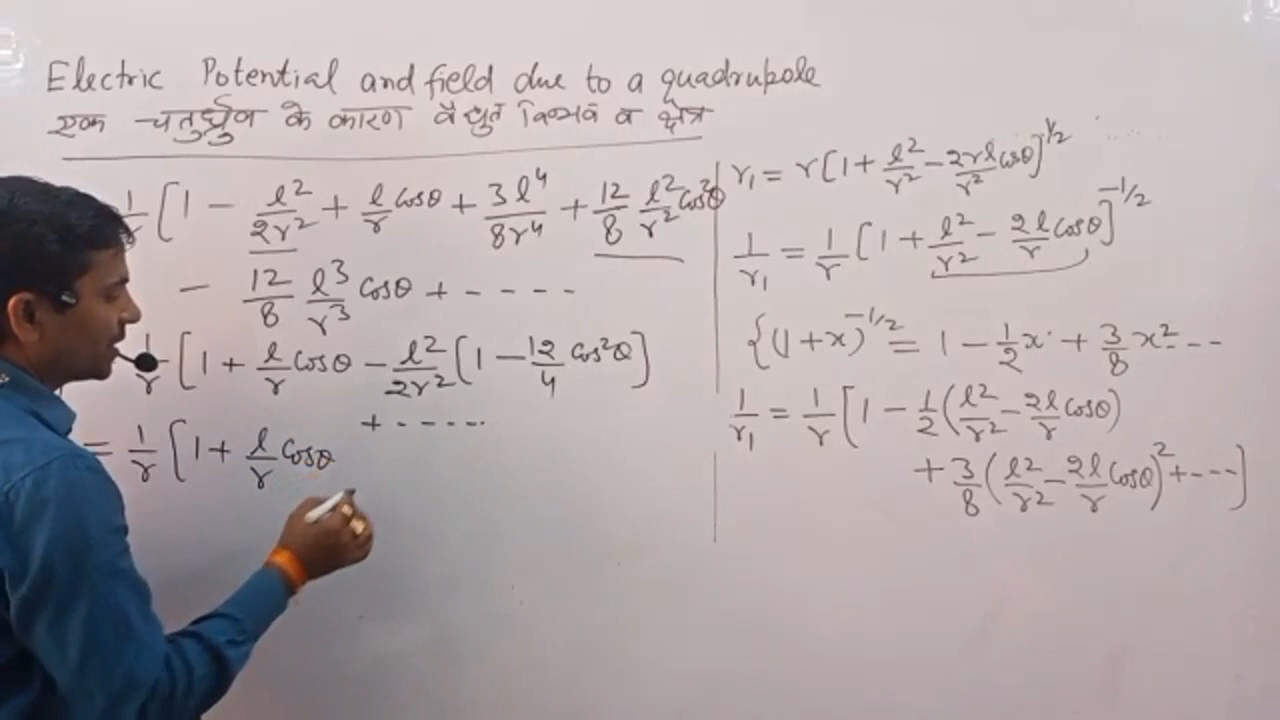 Electric Potential and field due to a quadrupole
एक चतुर्ध्रुव के कारण वैद्युत विभव व क्षेत्र
1/r [1 - l²/2r² + l/r cosθ + 3l⁴/8r⁴ + 12/8 l²/r² cos²θ
- 12/8 l³/r³ cosθ + - - - -
1/r [1 + l/r cosθ - l²/2r² (1 - 12/4 cos²θ]
+ - - - - -
= 1/r [1 + l/r cosθ
r₁ = r[1 + l²/r² - 2rl/r² cosθ]^1/2
1/r₁ = 1/r [1 + l²/r² - 2l/r cosθ]^-1/2
{(1+x)^-1/2 = 1 - 1/2 x + 3/8 x² - - -
1/r₁ = 1/r [1 - 1/2 (l²/r² - 2l/r cosθ)
+ 3/8 (l²/r² - 2l/r cosθ)² + - - -]